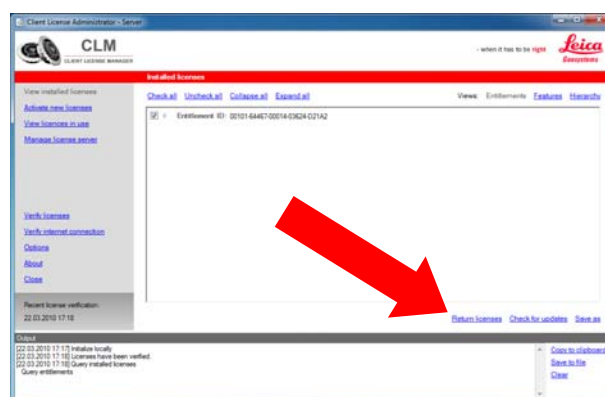 Client License Administrator - Server
CLM
CLIENT LICENSE MANAGER
- when it has to be right
Leica
Geosystems
Installed licenses
View installed licenses
Activate new licenses
View licences in use
Manage license server
Verify licenses
Verify internet connection
Options
About
Close
Recent license verification:
22.03.2010 17:18
Check all Uncheck all Collapse all Expand all
Views: Entitlements Features Hierarchy
Entitlement ID: 00101-64467-00014-03624-D21A2
Return licenses Check for updates Save as
Output
[22.03.2010 17:17] Initialize locally
[22.03.2010 17:18] Licenses have been verified.
[22.03.2010 17:18] Query installed licenses
Query entitlements
Copy to clipboard
Save to file
Clear